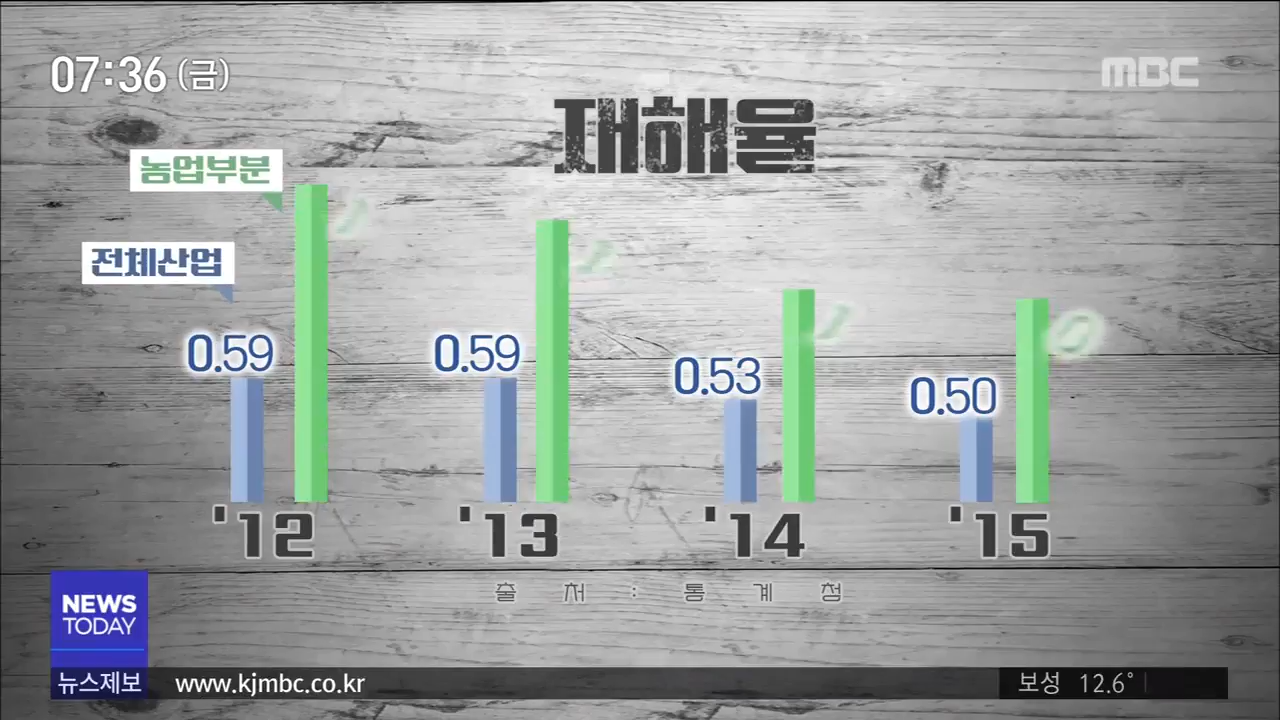 07:36 (금)
MBC
재해율
농업부분
전체산업
0.59
0.59
0.53
0.50
'12
'13
'14
'15
출처:통계청
NEWS
TODAY
뉴스제보
www.kjmbc.co.kr
보성 12.6°